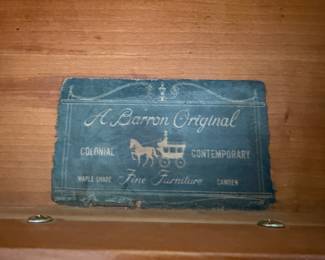 A Barron Original
COLONIAL CONTEMPORARY
MAPLE SHADE Fine Furniture CAMDEN